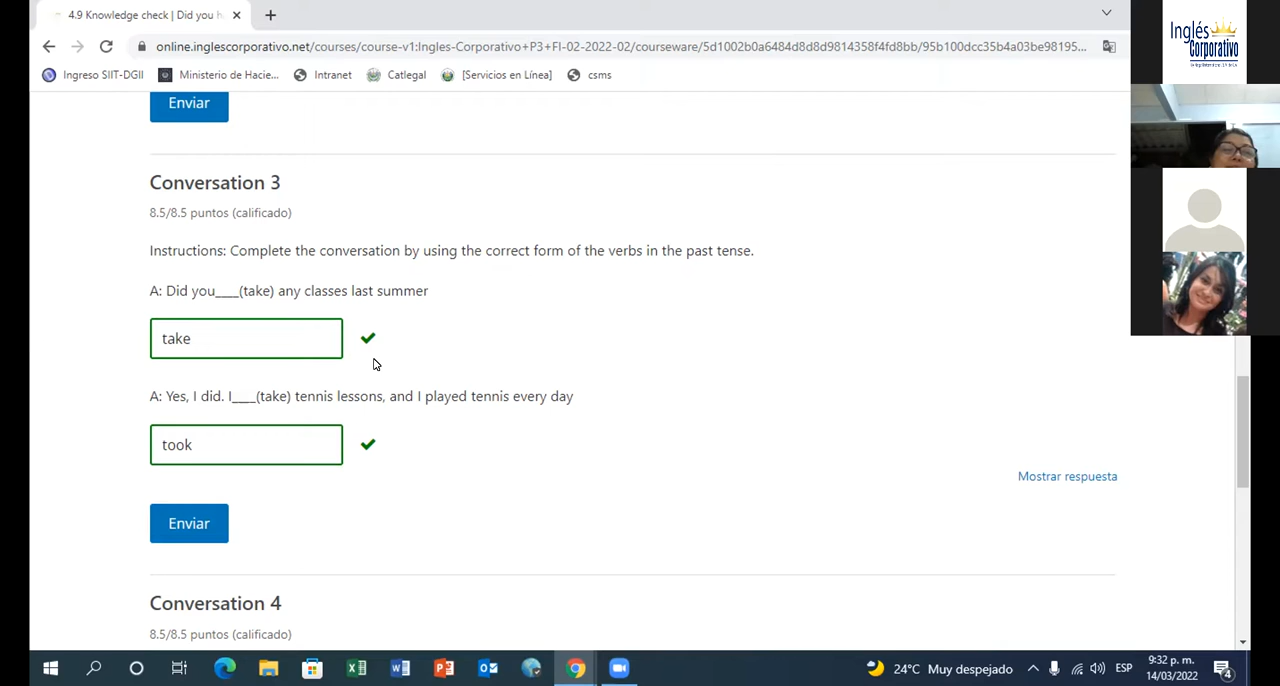 4.9 Knowledge check | Did you h
online.inglescorporativo.net/courses/course-v1:Ingles-Corporativo+P3+FI-02-2022-02/courseware/5d1002b0a6484d8d8d9814358f4fd8bb/95b100dcc35b4a03be98195...
Ingreso SIIT-DGII Ministerio de Hacie... Intranet Catlegal [Servicios en Línea] csms
Inglés
Corporativo
Enviar
Conversation 3
8.5/8.5 puntos (calificado)
Instructions: Complete the conversation by using the correct form of the verbs in the past tense.
A: Did you____(take) any classes last summer
take
A: Yes, I did. I____(take) tennis lessons, and I played tennis every day
took
Mostrar respuesta
Enviar
Conversation 4
8.5/8.5 puntos (calificado)
24°C Muy despejado ESP 9:32 p. m.
14/03/2022
4